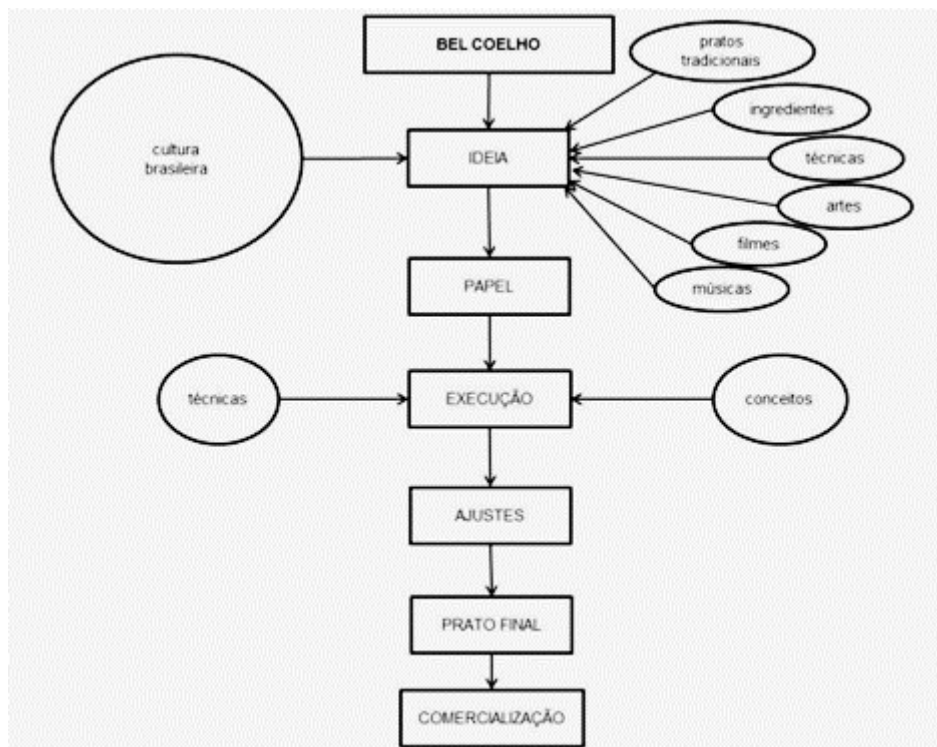 BEL COELHO
pratos
tradicionais
ingredientes
cultura
brasileira
IDEIA
técnicas
artes
filmes
PAPEL
músicas
técnicas
EXECUÇÃO
conceitos
AJUSTES
PRATO FINAL
COMERCIALIZAÇÃO